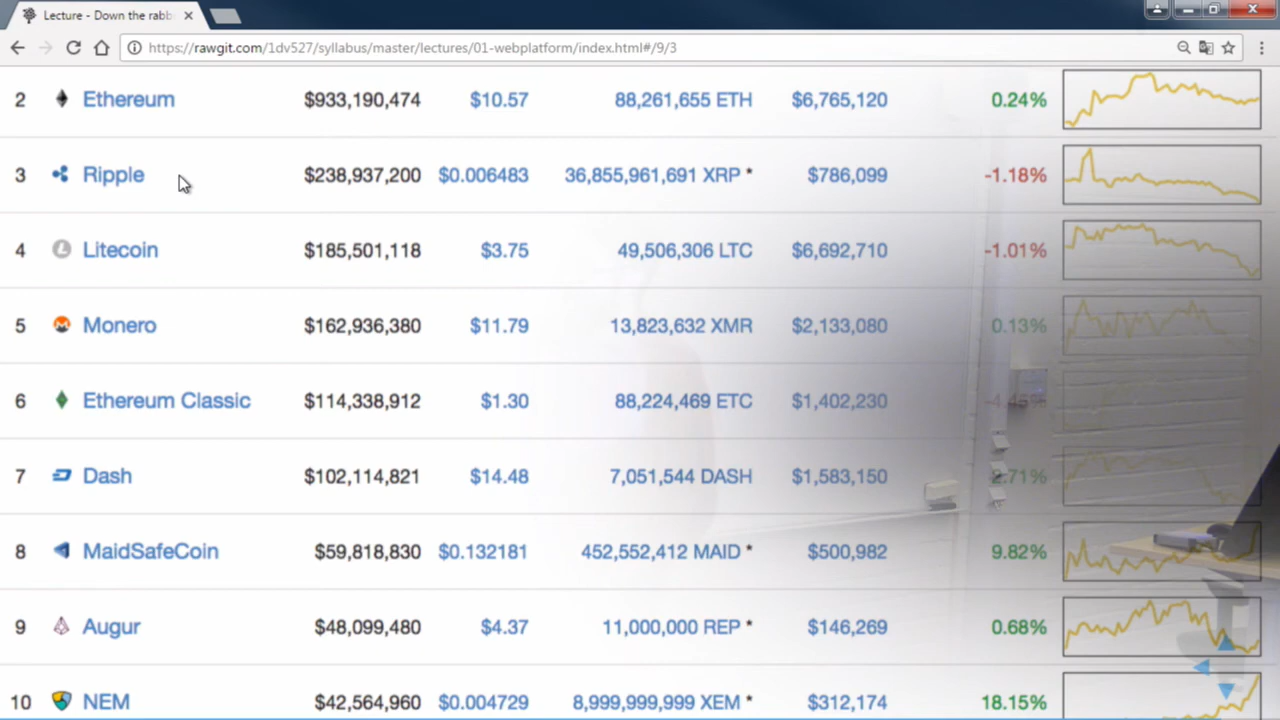 Lecture - Down the rabb
https://rawgit.com/1dv527/syllabus/master/lectures/01-webplatform/index.html#/9/3
2 Ethereum $933,190,474 $10.57 88,261,655 ETH $6,765,120 0.24%
3 Ripple $238,937,200 $0.006483 36,855,961,691 XRP * $786,099 -1.18%
4 Litecoin $185,501,118 $3.75 49,506,306 LTC $6,692,710 -1.01%
5 Monero $162,936,380 $11.79 13,823,632 XMR $2,133,080 0.13%
6 Ethereum Classic $114,338,912 $1.30 88,224,469 ETC $1,402,230
7 Dash $102,114,821 $14.48 7,051,544 DASH $1,583,150
8 MaidSafeCoin $59,818,830 $0.132181 452,552,412 MAID * $500,982 9.82%
9 Augur $48,099,480 $4.37 11,000,000 REP * $146,269 0.68%
10 NEM $42,564,960 $0.004729 8,999,999,999 XEM * $312,174 18.15%